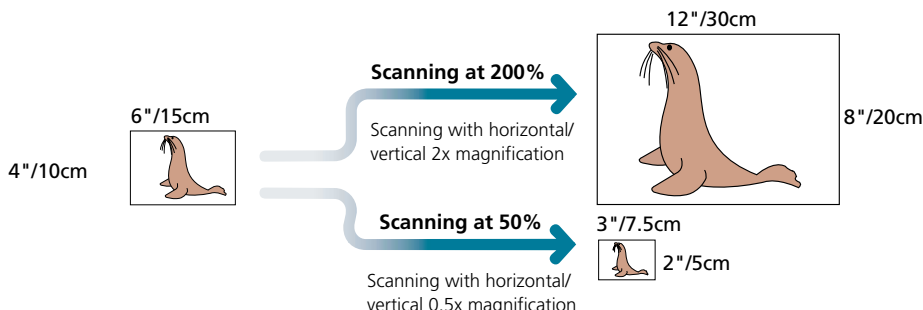 12"/30cm
Scanning at 200%
6"/15cm
Scanning with horizontal/
vertical 2x magnification
8"/20cm
4"/10cm
Scanning at 50%
3"/7.5cm
2"/5cm
Scanning with horizontal/
vertical 0.5x magnification